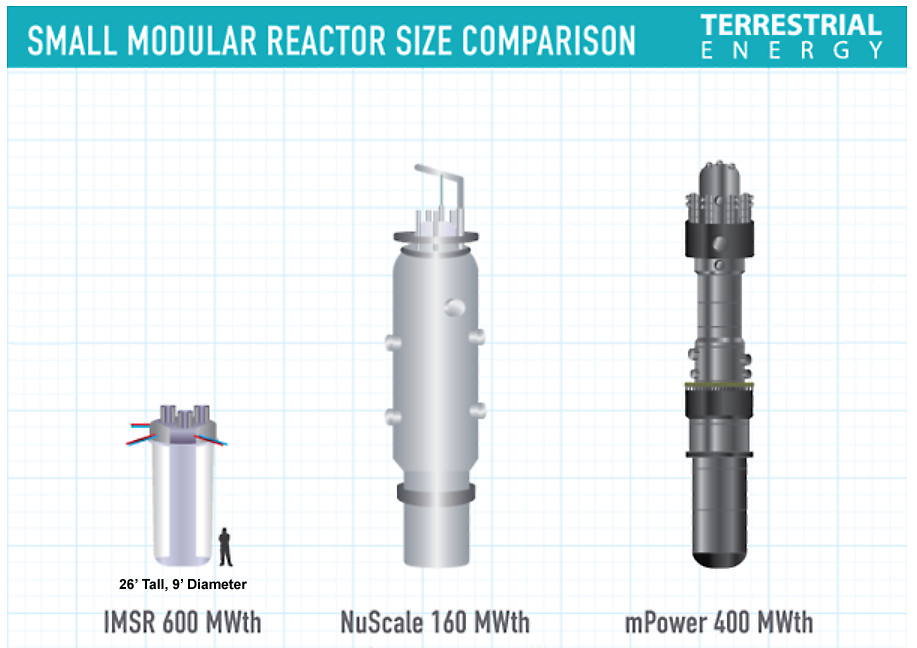 SMALL MODULAR REACTOR SIZE COMPARISON
TERRESTRIAL
ENERGY
26' Tall, 9' Diameter
IMSR 600 MWth
NuScale 160 MWth
mPower 400 MWth